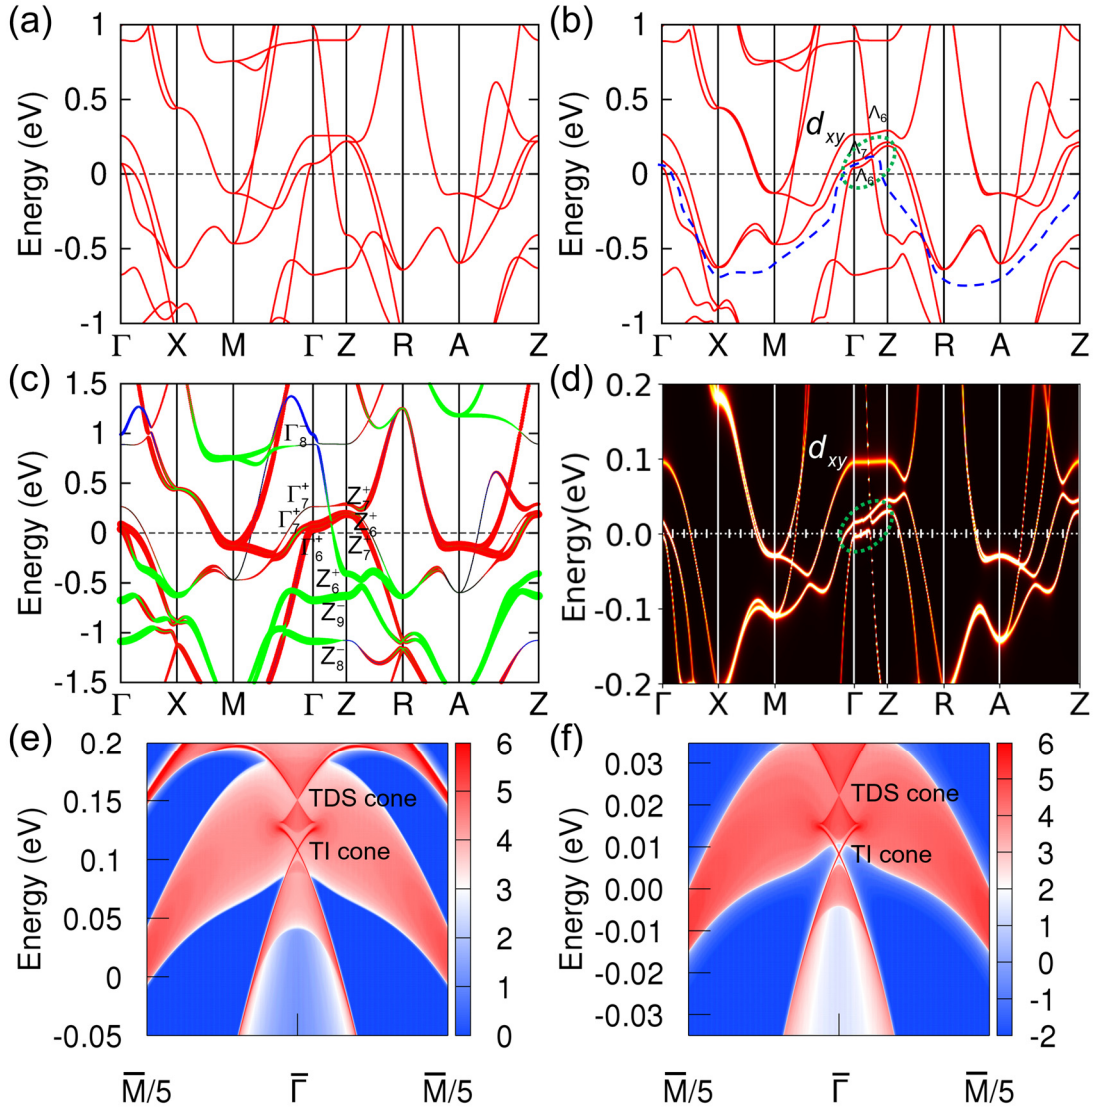 (a)
Energy (eV)
1
0.5
0
-0.5
-1
Γ X M Γ Z R A Z
(b)
Energy (eV)
1
0.5
0
-0.5
-1
d_xy
Λ₆
Λ₇
Λ₆
Γ X M Γ Z R A Z
(c)
Energy (eV)
1.5
1
0.5
0
-0.5
-1
-1.5
Γ₈⁻
Γ₇⁺
Γ₇⁺
Γ₆⁺
Z₇⁺
Z₆⁺
Z₇⁺
Z₆⁺
Z₉⁻
Z₈⁻
Γ X M Γ Z R A Z
(d)
Energy(eV)
0.2
0.1
0.0
-0.1
-0.2
d_xy
Γ X M Γ Z R A Z
(e)
Energy (eV)
0.2
0.15
0.1
0.05
0
-0.05
TDS cone
TI cone
6
5
4
3
2
1
0
M̅/5 Γ̅ M̅/5
(f)
Energy (eV)
0.03
0.02
0.01
0.00
-0.01
-0.02
-0.03
TDS cone
TI cone
6
5
4
3
2
1
0
-1
-2
M̅/5 Γ̅ M̅/5